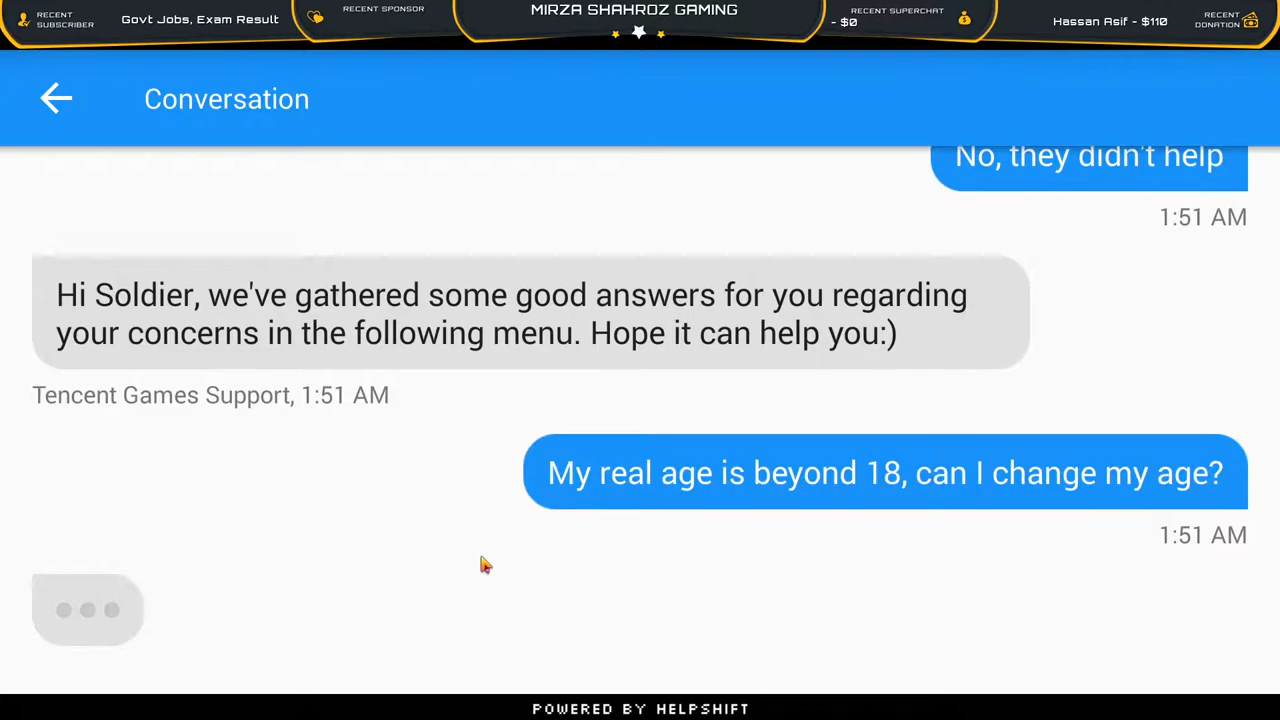 RECENT
SUBSCRIBER
Govt Jobs, Exam Result
RECENT SPONSOR
MIRZA SHAHROZ GAMING
RECENT SUPERCHAT
- $0
Hassan Asif - $110
RECENT
DONATION
Conversation
No, they didn't help
1:51 AM
Hi Soldier, we've gathered some good answers for you regarding
your concerns in the following menu. Hope it can help you:)
Tencent Games Support, 1:51 AM
My real age is beyond 18, can I change my age?
1:51 AM
POWERED BY HELPSHIFT